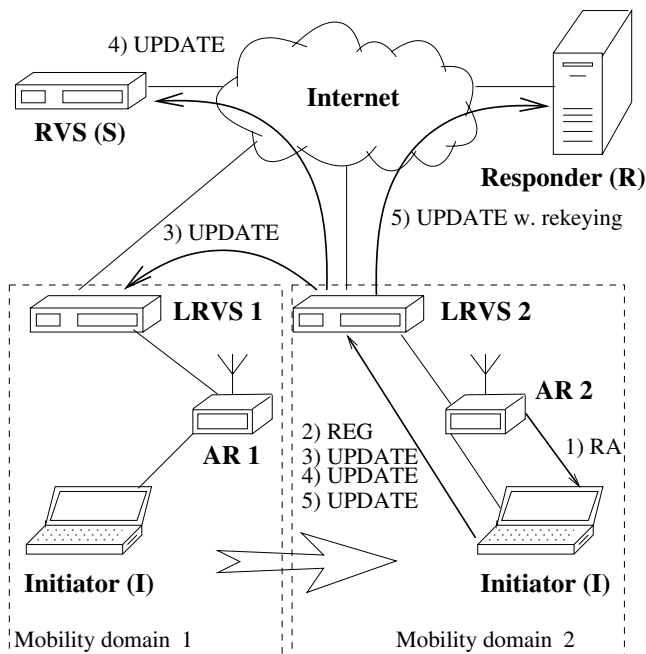 4) UPDATE
Internet
RVS (S)
Responder (R)
3) UPDATE
5) UPDATE w. rekeying
LRVS 1
LRVS 2
AR 1
AR 2
2) REG
3) UPDATE
4) UPDATE
5) UPDATE
1) RA
Initiator (I)
Initiator (I)
Mobility domain 1
Mobility domain 2